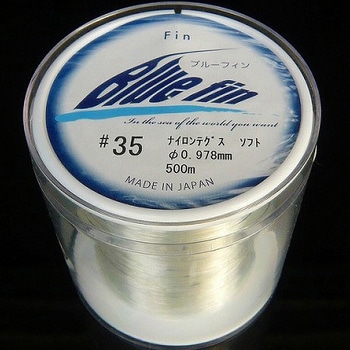 Fin
ブルーフィン
Blue fin
In the sea of the world you want
#35 ﾅｲﾛﾝﾃｸﾞｽ ｿﾌﾄ
φ0.978mm
500m
MADE IN JAPAN